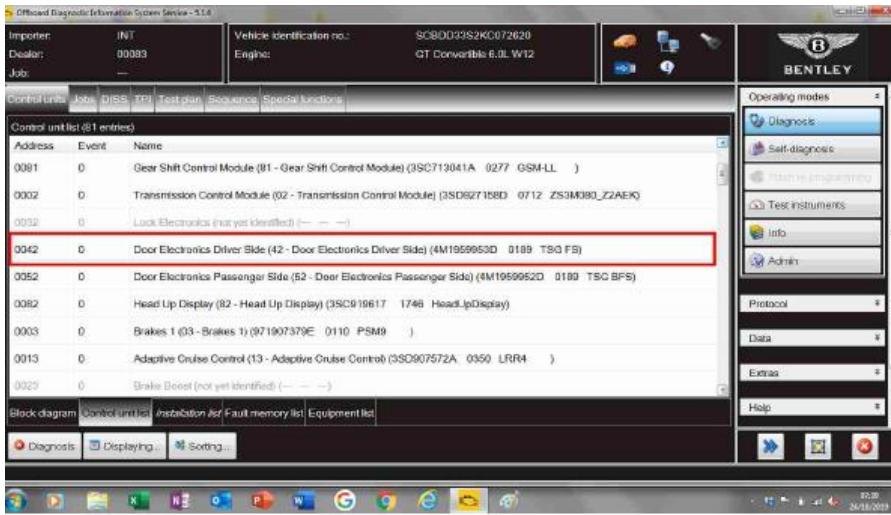 Offboard Diagnostic Information System Service - 5.1.4
Importer: INT
Dealer: 00083
Job: ---
Vehicle identification no.: SCBDD33S2KC072620
Engine: GT Convertible 6.0L W12
BENTLEY
Control units Jobs DISS TPI Test plan Sequence Special functions
Control unit list (81 entries)
Address Event Name
0081 0 Gear Shift Control Module (81 - Gear Shift Control Module) (3SC713041A 0277 GSM-LL )
0002 0 Transmission Control Module (02 - Transmission Control Module) (3SD927158D 0712 ZS3M080_Z2AEK)
0032 0 Lock Electronics (not yet identified) (--- --- ---)
0042 0 Door Electronics Driver Side (42 - Door Electronics Driver Side) (4M1959953D 0189 TSG FS)
0052 0 Door Electronics Passenger Side (52 - Door Electronics Passenger Side) (4M1959952D 0189 TSG BFS)
0082 0 Head Up Display (82 - Head Up Display) (3SC919617 1746 HeadUpDisplay)
0003 0 Brakes 1 (03 - Brakes 1) (971907379E 0110 PSM9 )
0013 0 Adaptive Cruise Control (13 - Adaptive Cruise Control) (3SD907572A 0350 LRR4 )
0023 0 Brake Boost (not yet identified) (--- --- ---)
Block diagram Control unit list Installation list Fault memory list Equipment list
Diagnosis Displaying... Sorting...
Operating modes
Diagnosis
Self-diagnosis
Test instruments
Info
Admin
Protocol
Data
Extras
Help